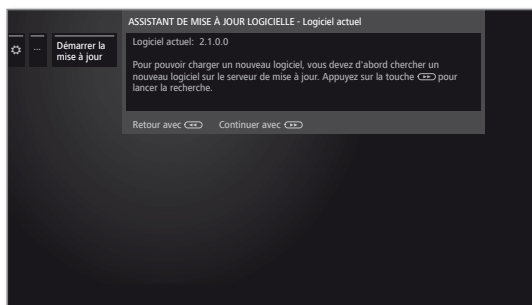 ASSISTANT DE MISE À JOUR LOGICIELLE - Logiciel actuel
...
Démarrer la
mise à jour
Logiciel actuel: 2.1.0.0
Pour pouvoir charger un nouveau logiciel, vous devez d'abord chercher un
nouveau logiciel sur le serveur de mise à jour. Appuyez sur la touche pour
lancer la recherche.
Retour avec Continuer avec